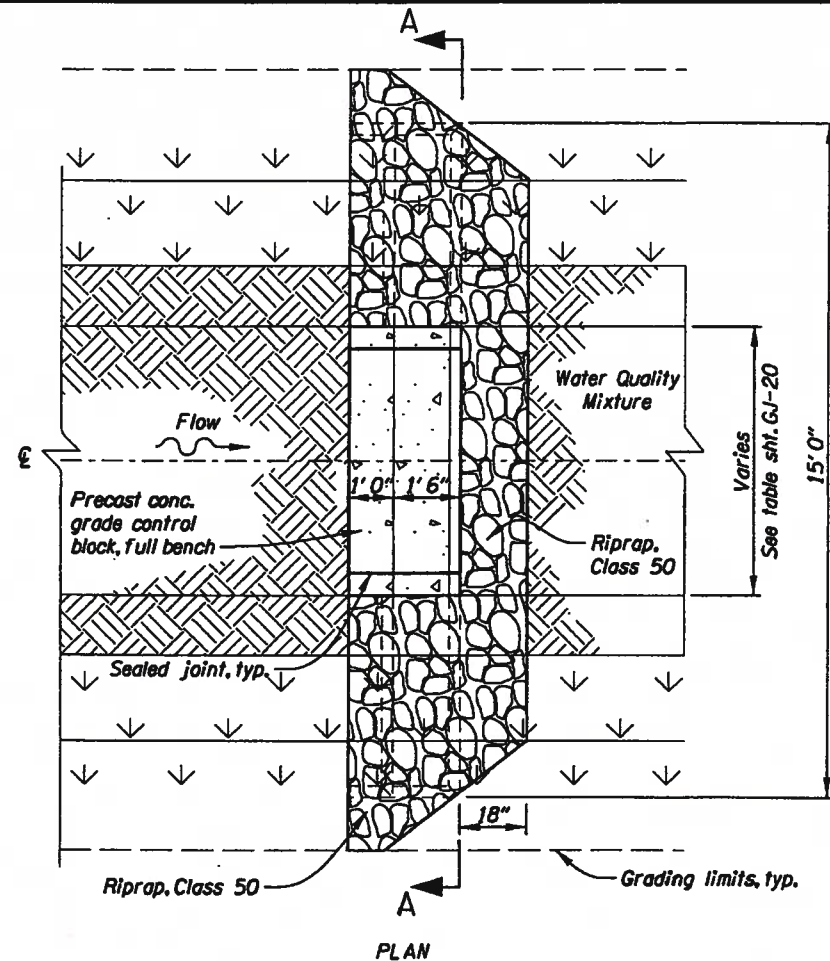 A
Flow
Water Quality
Mixture
Varies
See table sht. GJ-20
15'0"
℄
1'0" 1'6"
Precast conc.
grade control
block, full bench
Riprap.
Class 50
Sealed joint, typ.
18"
Riprap, Class 50
A
Grading limits, typ.
PLAN